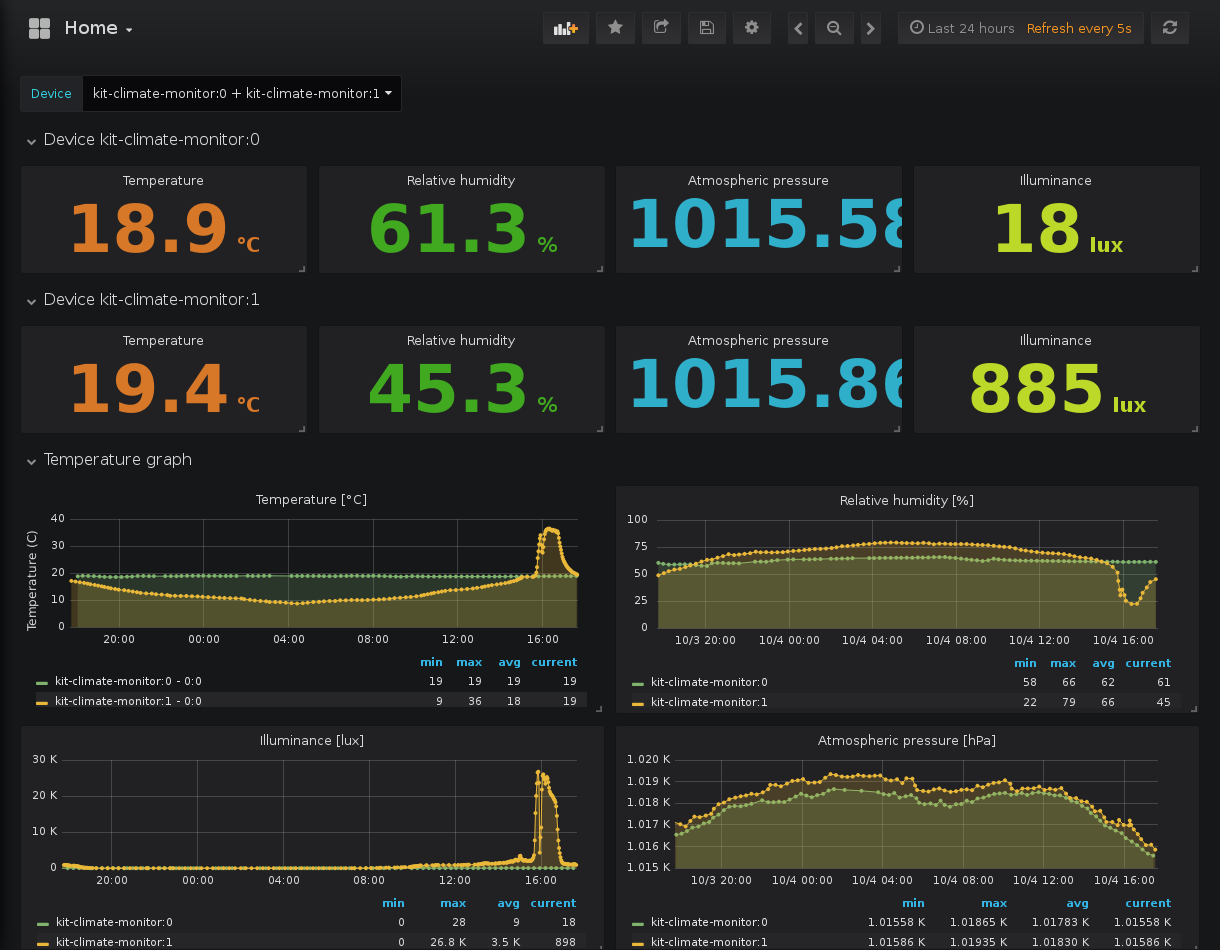 Home
Last 24 hours Refresh every 5s
Device kit-climate-monitor:0 + kit-climate-monitor:1
Device kit-climate-monitor:0
Temperature Relative humidity Atmospheric pressure Illuminance
18.9 °C 61.3 % 1015.58 18 lux
Device kit-climate-monitor:1
Temperature Relative humidity Atmospheric pressure Illuminance
19.4 °C 45.3 % 1015.86 885 lux
Temperature graph
Temperature [°C]
Temperature (C)
40
30
20
10
0
20:00 00:00 04:00 08:00 12:00 16:00
min max avg current
kit-climate-monitor:0 - 0:0 19 19 19 19
kit-climate-monitor:1 - 0:0 9 36 18 19
Relative humidity [%]
100
75
50
25
0
10/3 20:00 10/4 00:00 10/4 04:00 10/4 08:00 10/4 12:00 10/4 16:00
min max avg current
kit-climate-monitor:0 58 66 62 61
kit-climate-monitor:1 22 79 66 45
Illuminance [lux]
30 K
20 K
10 K
0
20:00 00:00 04:00 08:00 12:00 16:00
min max avg current
kit-climate-monitor:0 0 28 9 18
kit-climate-monitor:1 0 26.8 K 3.5 K 898
Atmospheric pressure [hPa]
1.020 K
1.019 K
1.018 K
1.017 K
1.016 K
1.015 K
10/3 20:00 10/4 00:00 10/4 04:00 10/4 08:00 10/4 12:00 10/4 16:00
min max avg current
kit-climate-monitor:0 1.01558 K 1.01865 K 1.01783 K 1.01558 K
kit-climate-monitor:1 1.01586 K 1.01935 K 1.01830 K 1.01586 K